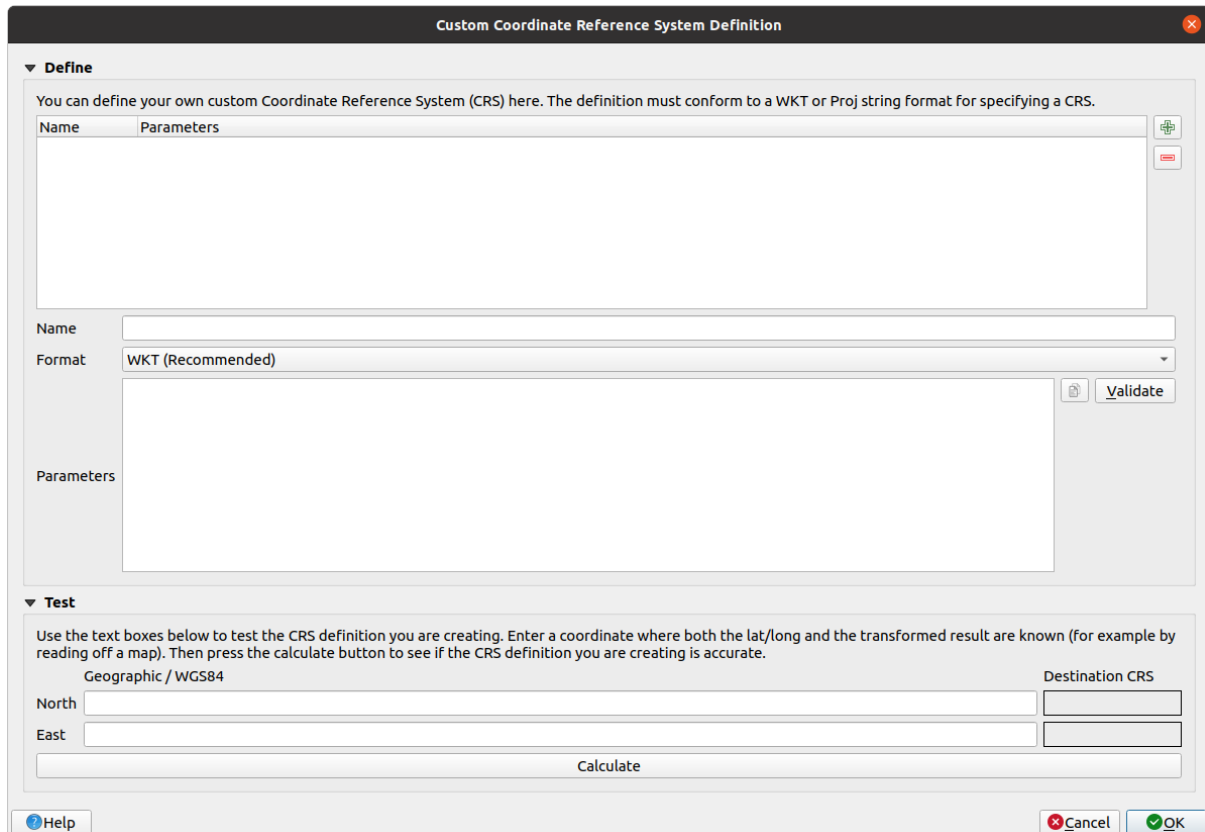 Custom Coordinate Reference System Definition
Define
You can define your own custom Coordinate Reference System (CRS) here. The definition must conform to a WKT or Proj string format for specifying a CRS.
Name Parameters
Name
Format WKT (Recommended)
Validate
Parameters
Test
Use the text boxes below to test the CRS definition you are creating. Enter a coordinate where both the lat/long and the transformed result are known (for example by
reading off a map). Then press the calculate button to see if the CRS definition you are creating is accurate.
Geographic / WGS84 Destination CRS
North
East
Calculate
Help Cancel OK